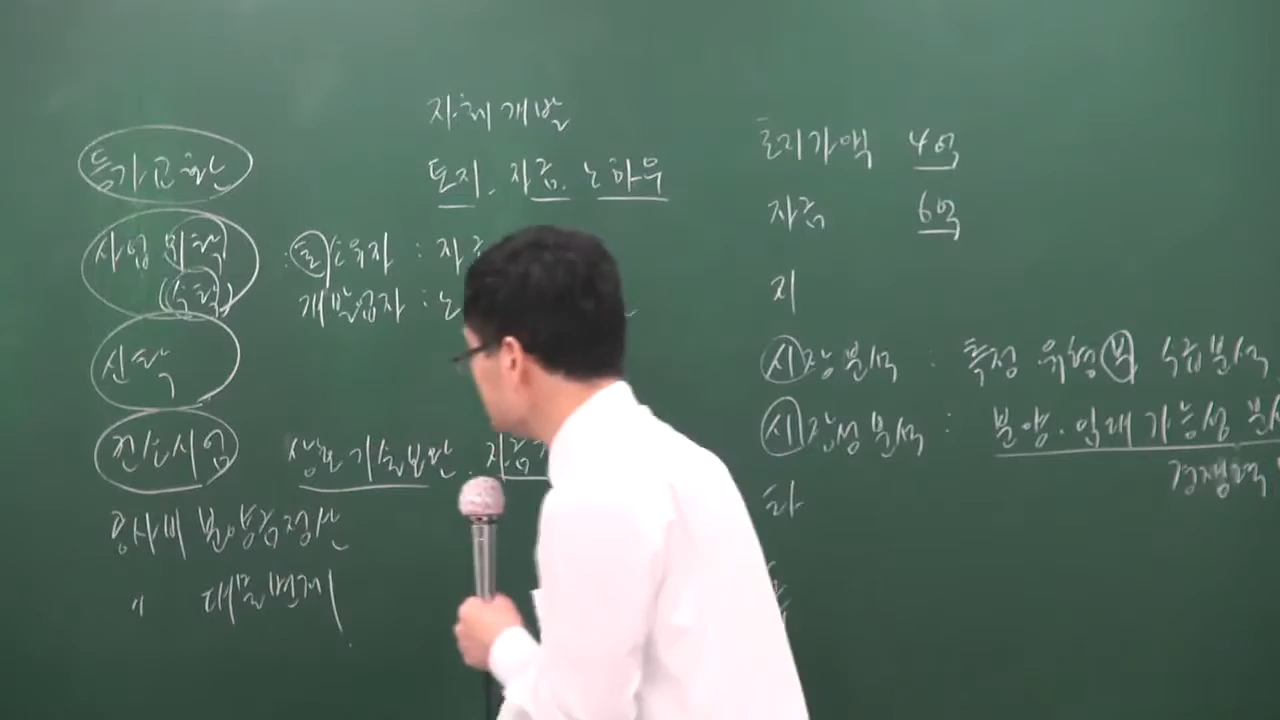 자체개발
토지. 자금. 노하우
등가교환
사업 위탁
(수탁)
신탁
컨소시엄
공사비 분양금정산
〃 대물변제
토소유자 : 자금
개발업자 : 노
상호기술보완. 자금
토지가액 4억
자금 6억
지
시장분석 : 특정 유형 부 수급분석
시장성분석 : 분양. 임대 가능성 분석
경쟁력
타